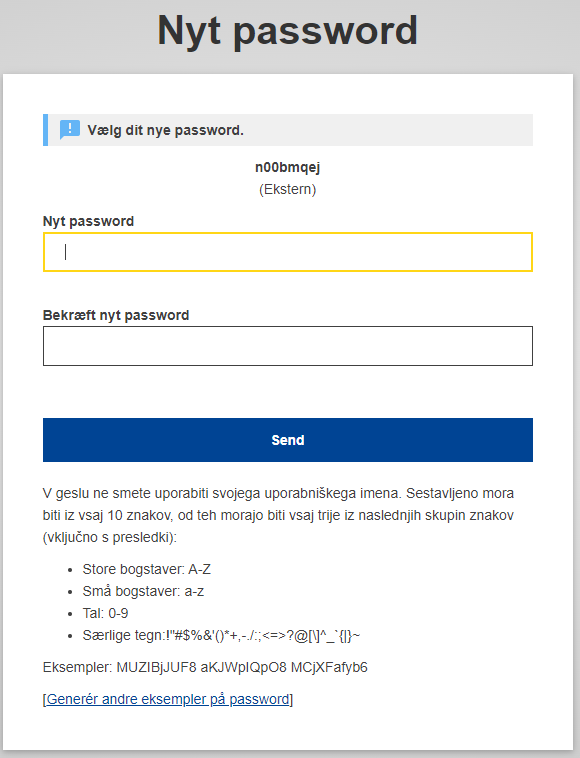 Nyt password
Vælg dit nye password.
n00bmqej
(Ekstern)
Nyt password
Bekræft nyt password
Send
V geslu ne smete uporabiti svojega uporabniškega imena. Sestavljeno mora
biti iz vsaj 10 znakov, od teh morajo biti vsaj trije iz naslednjih skupin znakov
(vključno s presledki):
• Store bogstaver: A-Z
• Små bogstaver: a-z
• Tal: 0-9
• Særlige tegn:!"#$%&'()*+,-./:;<=>?@[\]^_`{|}~
Eksempler: MUZIBjJUF8 aKJWpIQpO8 MCjXFafyb6
[Generér andre eksempler på password]